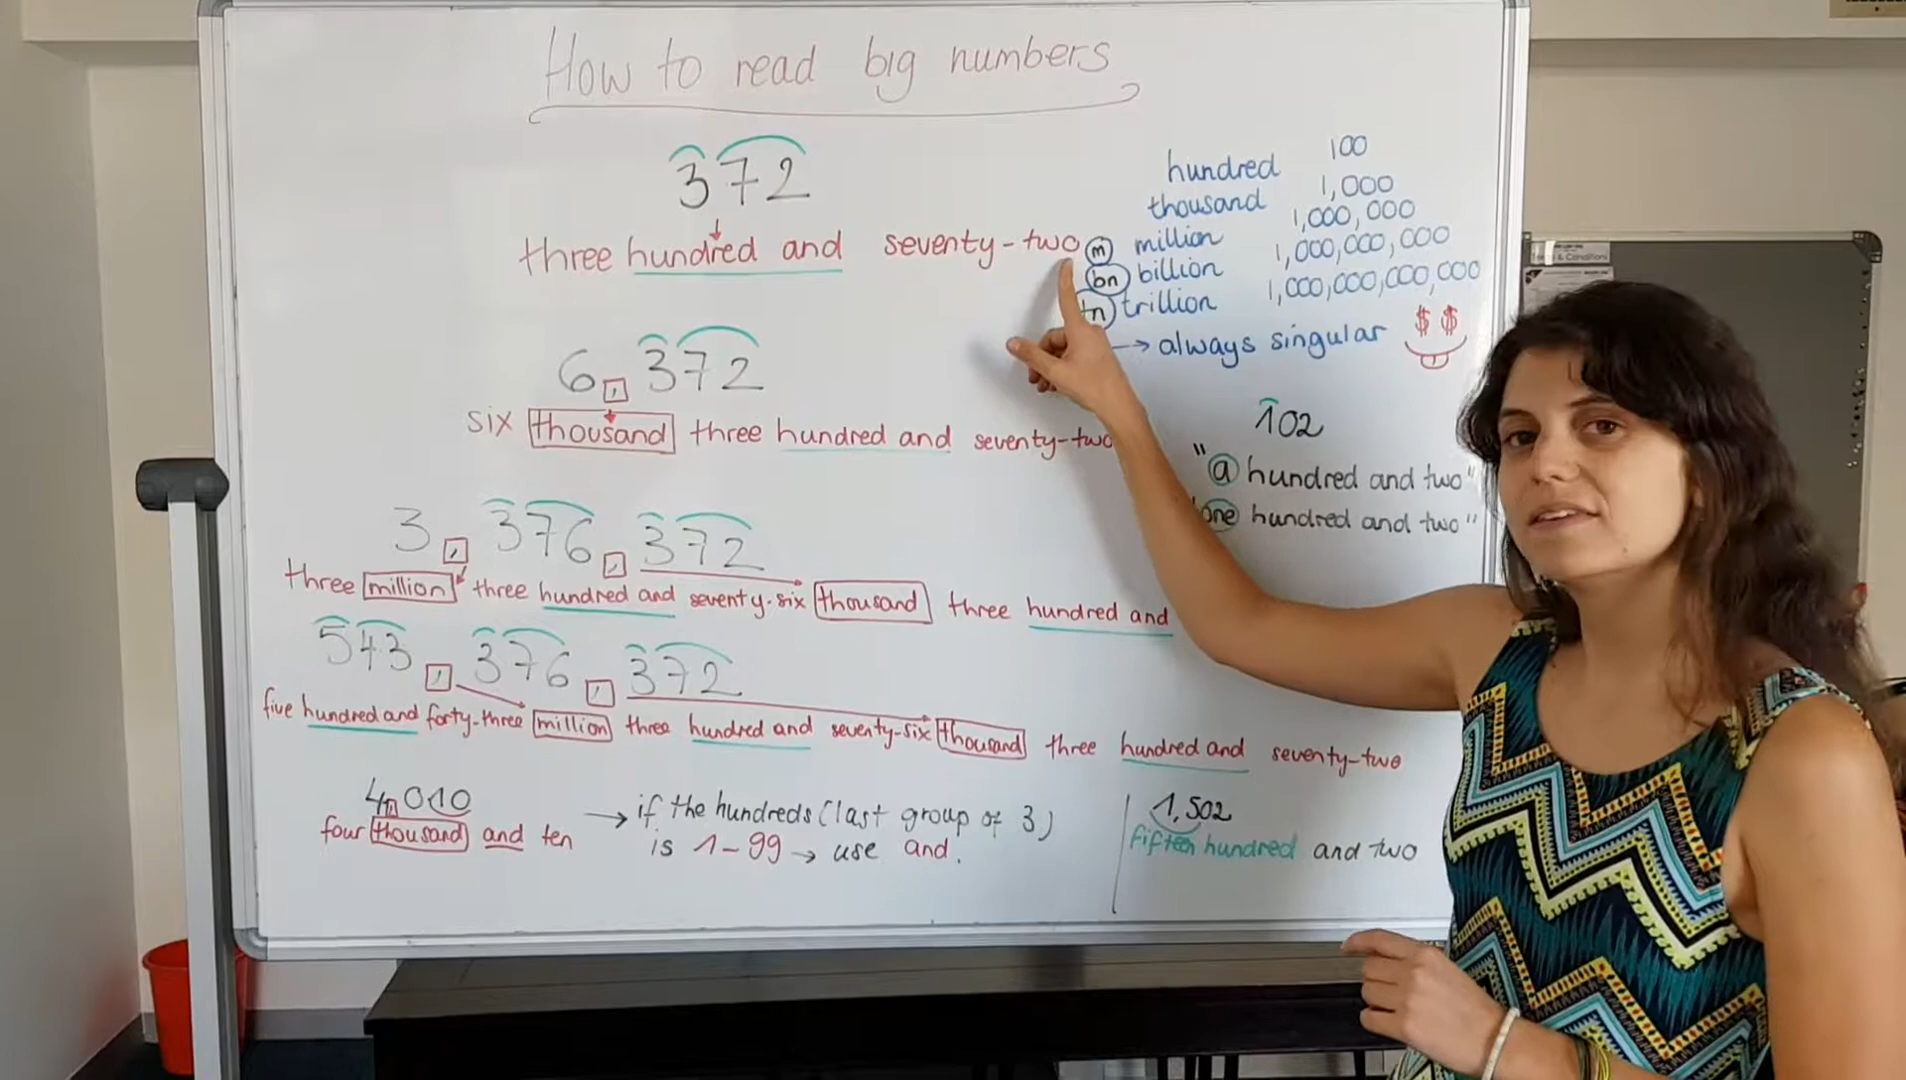 How to read big numbers
372
three hundred and seventy-two
hundred 100
thousand 1,000
m million 1,000,000
bn billion 1,000,000,000
tn trillion 1,000,000,000,000
→ always singular $ $
6,372
six thousand three hundred and seventy-two
102
"a hundred and two"
"one hundred and two"
3,376,372
three million three hundred and seventy-six thousand three hundred and
543,376,372
five hundred and forty-three million three hundred and seventy-six thousand three hundred and seventy-two
4,010
four thousand and ten
→ if the hundreds (last group of 3)
is 1-99 → use and.
1,502
fifteen hundred and two
& Conditions